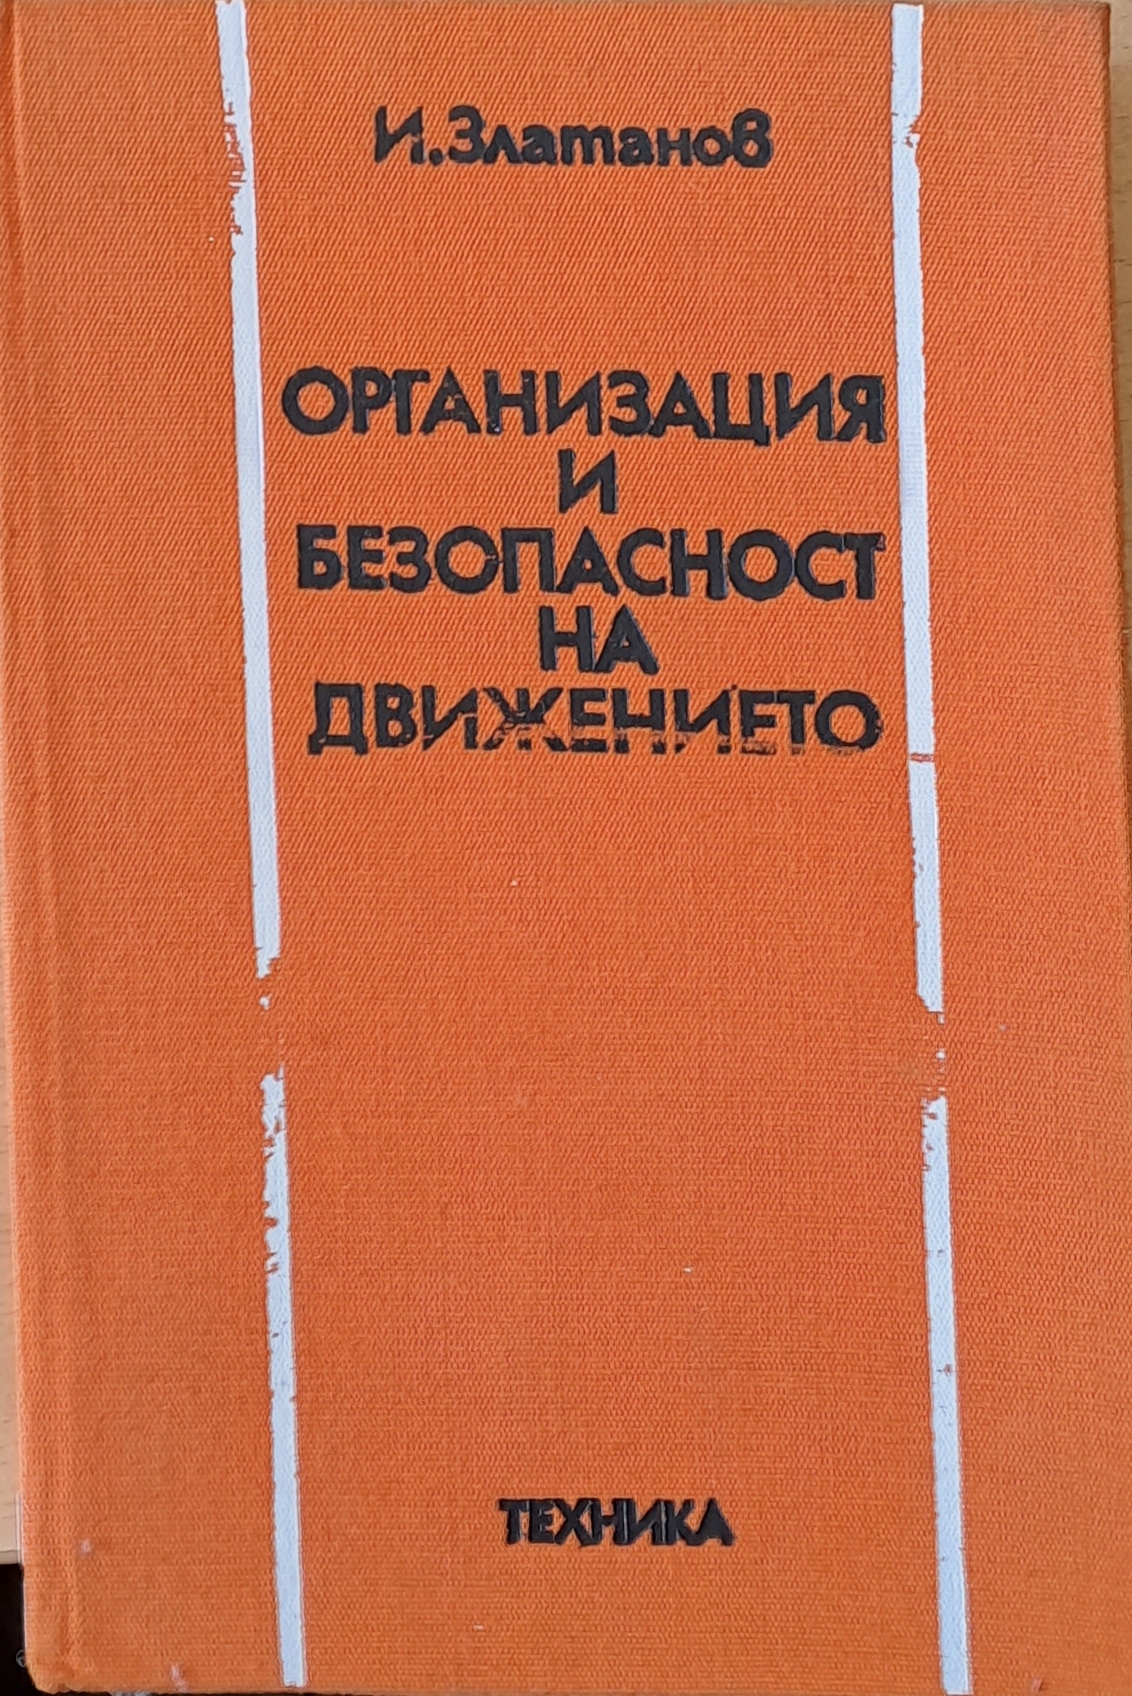 И. Златанов
ОРГАНИЗАЦИЯ
И
БЕЗОПАСНОСТ
НА
ДВИЖЕНИЕТО
ТЕХНИКА